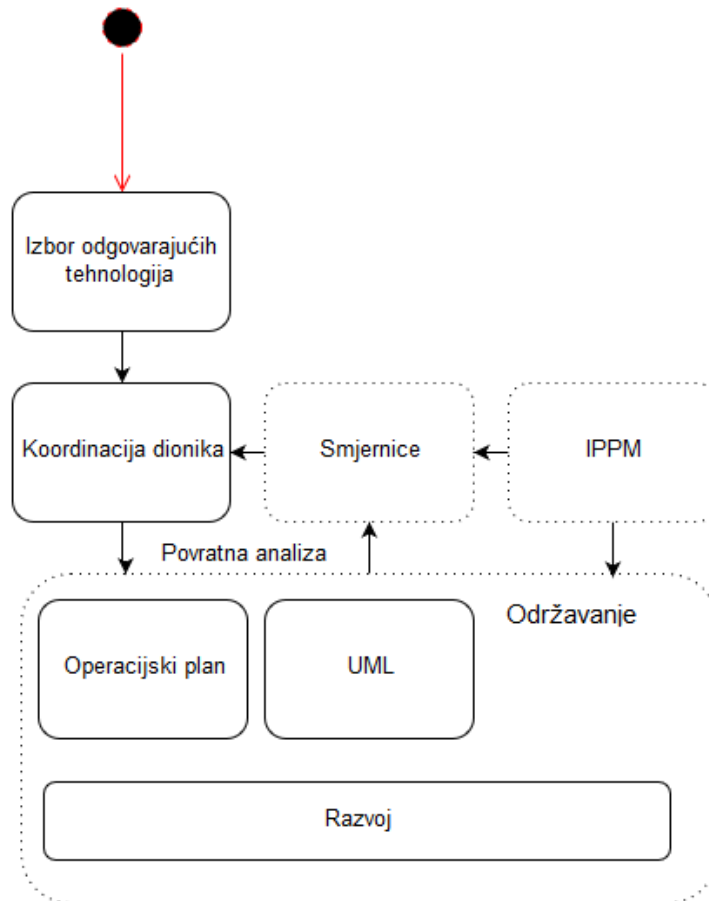 Izbor odgovarajućih
tehnologija
Koordinacija dionika
Smjernice
IPPM
Povratna analiza
Održavanje
Operacijski plan
UML
Razvoj